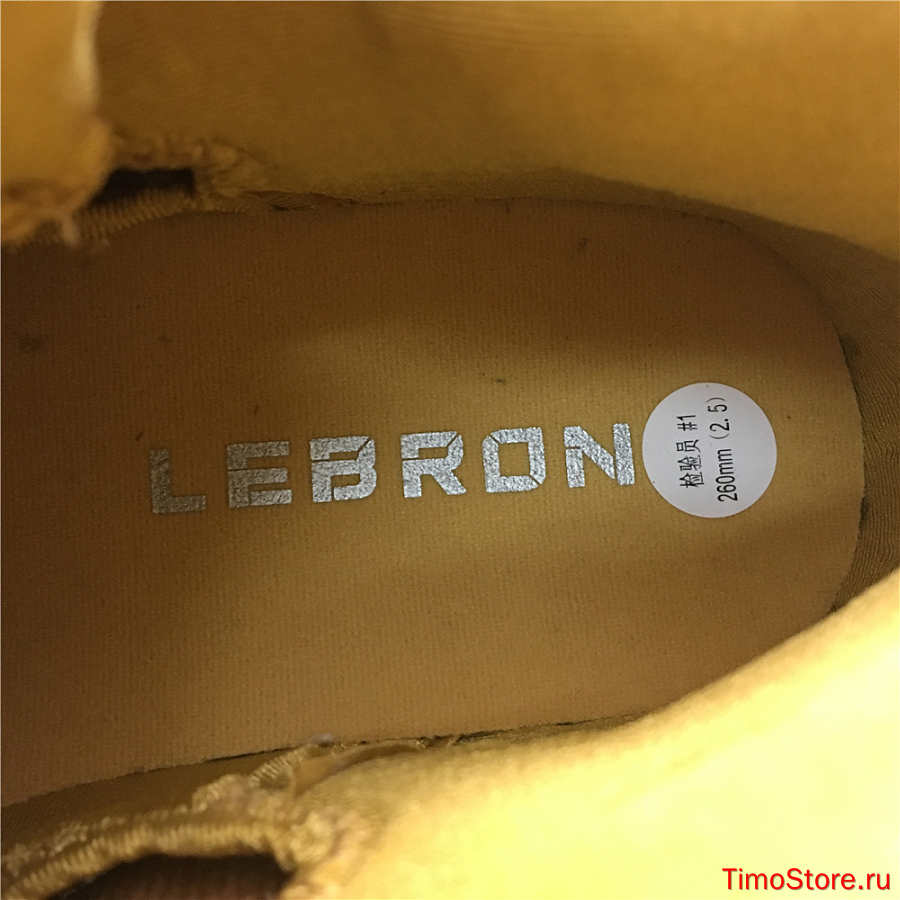 LEBRON
检验员 #1
260mm (2.5)
TimoStore.ru